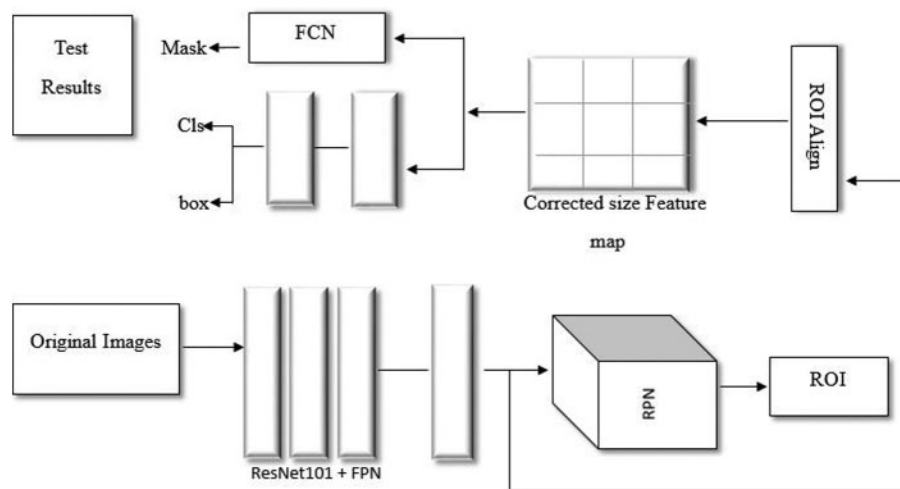 Test
Results
Mask
FCN
Cls
box
Corrected size Feature
map
ROI Align
Original Images
ResNet101 + FPN
RPN
ROI